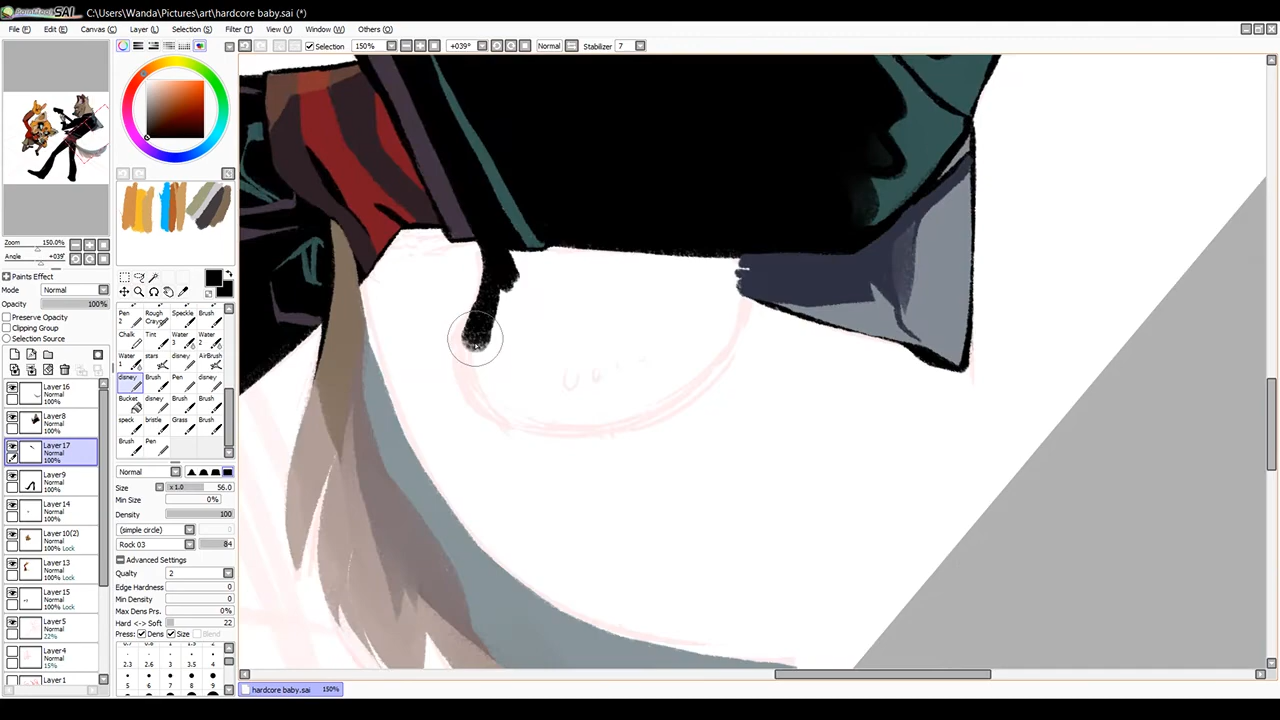 PaintTool SAI C:\Users\Wanda\Pictures\art\hardcore baby.sai (*)
File (F) Edit (E) Canvas (C) Layer (L) Selection (S) Filter (T) View (V) Window (W) Others (O)
Selection 150% +039° Normal Stabilizer 7
Zoom 150.0%
Angle +039°
Paints Effect
Mode Normal
Opacity 100%
Preserve Opacity
Clipping Group
Selection Source
Layer16
Normal
100%
Layer8
Normal
100%
Layer17
Normal
100%
Layer9
Normal
100%
Layer14
Normal
100%
Layer10(2)
Normal
100% Lock
Layer13
Normal
100% Lock
Layer15
Normal
100% Lock
Layer5
Normal
22%
Layer4
Normal
15%
Layer1
Pen 2 Rough Crayon Speckle Brush
Chalk Tint Water 3 Water 2
Water 1 stars disney AirBrush
disney Brush Pen disney
Bucket disney Brush Brush
speck bristle Grass Brush
Brush Pen
Normal
Size x 1.0 56.0
Min Size 0%
Density 100
(simple circle) 0
Rock 03 84
Advanced Settings
Quality 2
Edge Hardness 0
Min Density 0
Max Dens Prs. 0%
Hard <-> Soft 22
Press: Dens Size Blend
2.3 2.6 3 3.5 4
5 6 7 8 9
hardcore baby.sai 150%